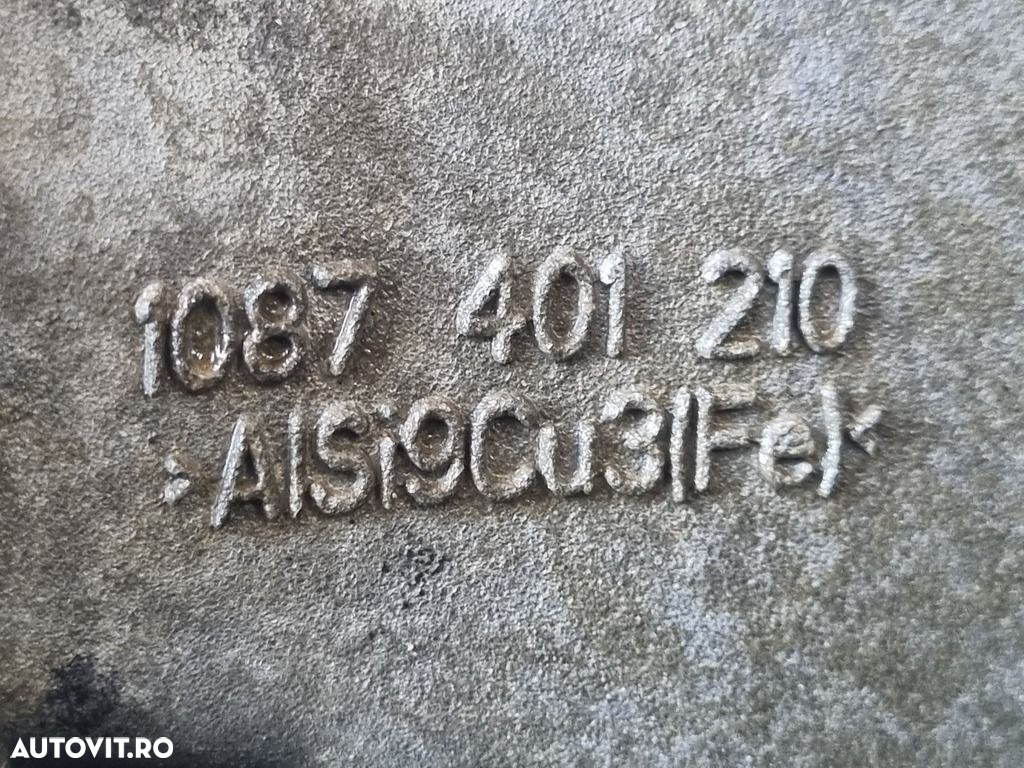 1087 401 210
>AlSi9Cu3(Fe)<
AUTOVIT.RO